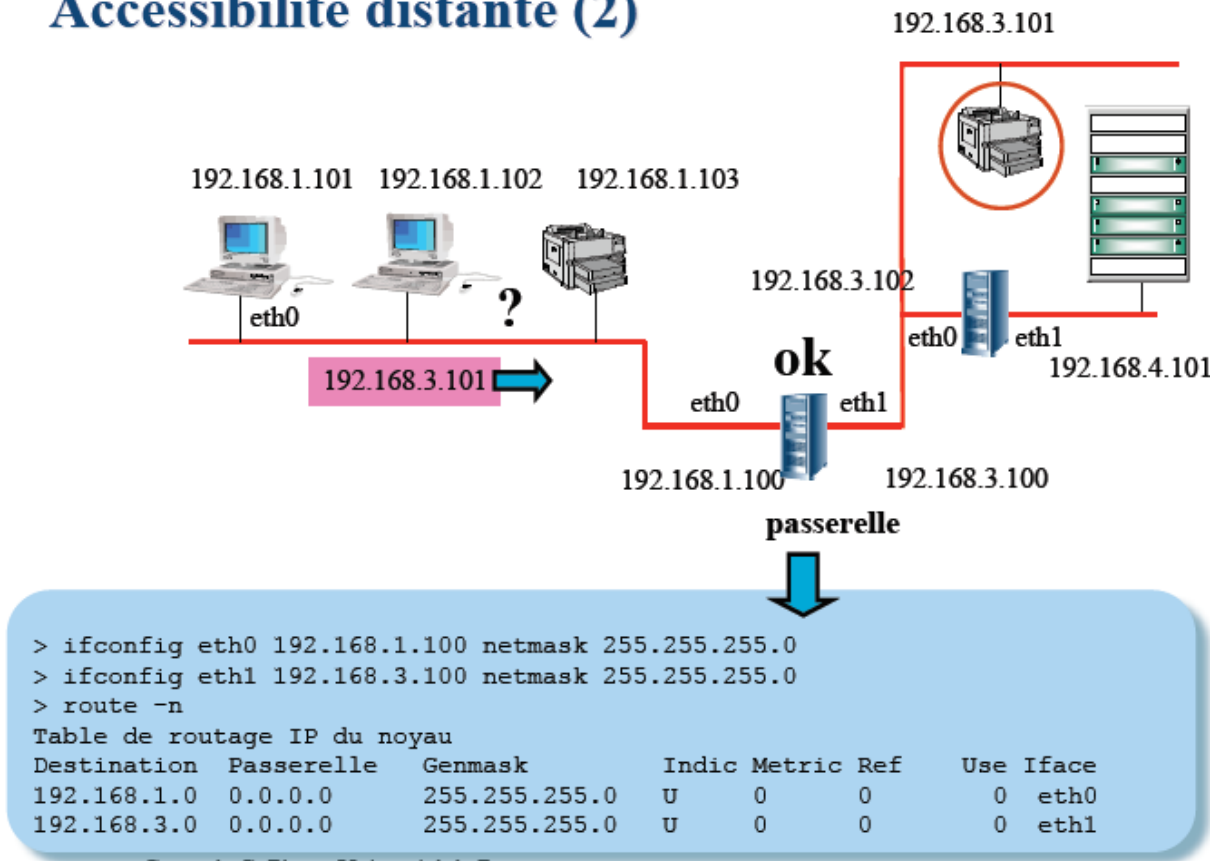 Accessibilité distante (2)
192.168.3.101
192.168.1.101 192.168.1.102 192.168.1.103
192.168.3.102
eth0
?
eth0 eth1
ok
192.168.4.101
192.168.3.101
eth0 eth1
192.168.1.100 192.168.3.100
passerelle
> ifconfig eth0 192.168.1.100 netmask 255.255.255.0
> ifconfig eth1 192.168.3.100 netmask 255.255.255.0
> route -n
Table de routage IP du noyau
Destination Passerelle Genmask Indic Metric Ref Use Iface
192.168.1.0 0.0.0.0 255.255.255.0 U 0 0 0 eth0
192.168.3.0 0.0.0.0 255.255.255.0 U 0 0 0 eth1